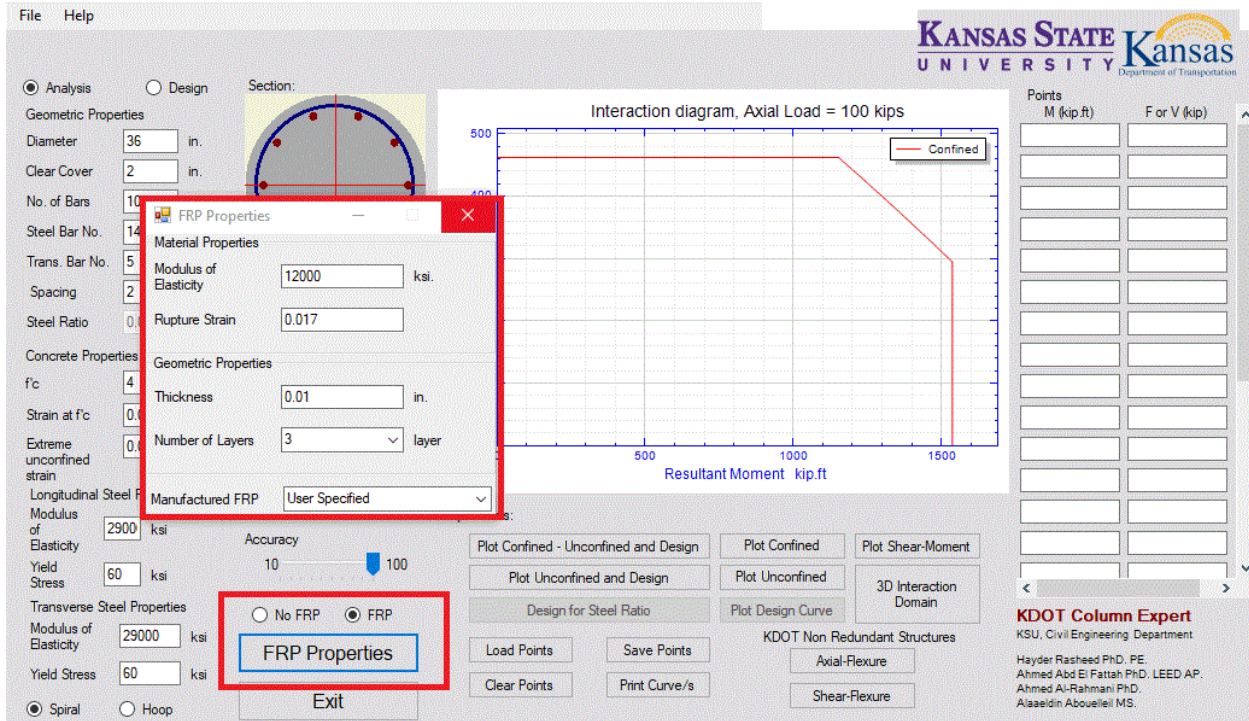 File Help
KANSAS STATE
UNIVERSITY
Kansas
Department of Transportation
Analysis Design Section:
Geometric Properties
Diameter 36 in.
Clear Cover 2 in.
No. of Bars 10
Steel Bar No. 14
Trans. Bar No. 5
Spacing 2
Steel Ratio
Concrete Properties
f'c 4
Strain at f'c
Extreme
unconfined
strain
Longitudinal Steel
Modulus
of
Elasticity 2900 ksi
Yield
Stress 60 ksi
Transverse Steel Properties
Modulus of
Elasticity 29000 ksi
Yield Stress 60 ksi
Spiral Hoop
FRP Properties
Material Properties
Modulus of
Elasticity 12000 ksi.
Rupture Strain 0.017
Geometric Properties
Thickness 0.01 in.
Number of Layers 3 layer
Manufactured FRP User Specified
Accuracy
10 100
No FRP FRP
FRP Properties
Exit
Interaction diagram, Axial Load = 100 kips
Confined
500
400
500 1000 1500
Resultant Moment kip.ft
Plot Confined - Unconfined and Design Plot Confined Plot Shear-Moment
Plot Unconfined and Design Plot Unconfined 3D Interaction
Domain
Design for Steel Ratio Plot Design Curve
Load Points Save Points
Clear Points Print Curve/s
KDOT Non Redundant Structures
Axial-Flexure
Shear-Flexure
Points
M (kip.ft) F or V (kip)
KDOT Column Expert
KSU, Civil Engineering Department
Hayder Rasheed PhD. PE.
Ahmed Abd El Fattah PhD. LEED AP.
Ahmed Al-Rahmani PhD.
Alaaeldin Abouelleil MS.